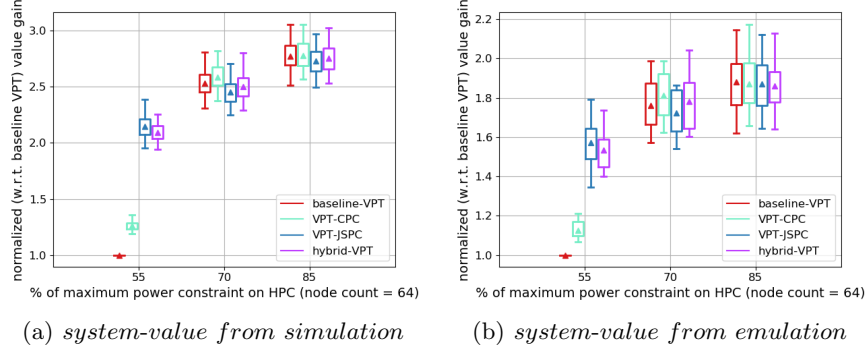 normalized (w.r.t. baseline VPT) value gain
3.0
2.5
2.0
1.5
1.0
baseline-VPT
VPT-CPC
VPT-JSPC
hybrid-VPT
55 70 85
% of maximum power constraint on HPC (node count = 64)
(a) system-value from simulation
normalized (w.r.t. baseline VPT) value gain
2.2
2.0
1.8
1.6
1.4
1.2
1.0
baseline-VPT
VPT-CPC
VPT-JSPC
hybrid-VPT
55 70 85
% of maximum power constraint on HPC (node count = 64)
(b) system-value from emulation